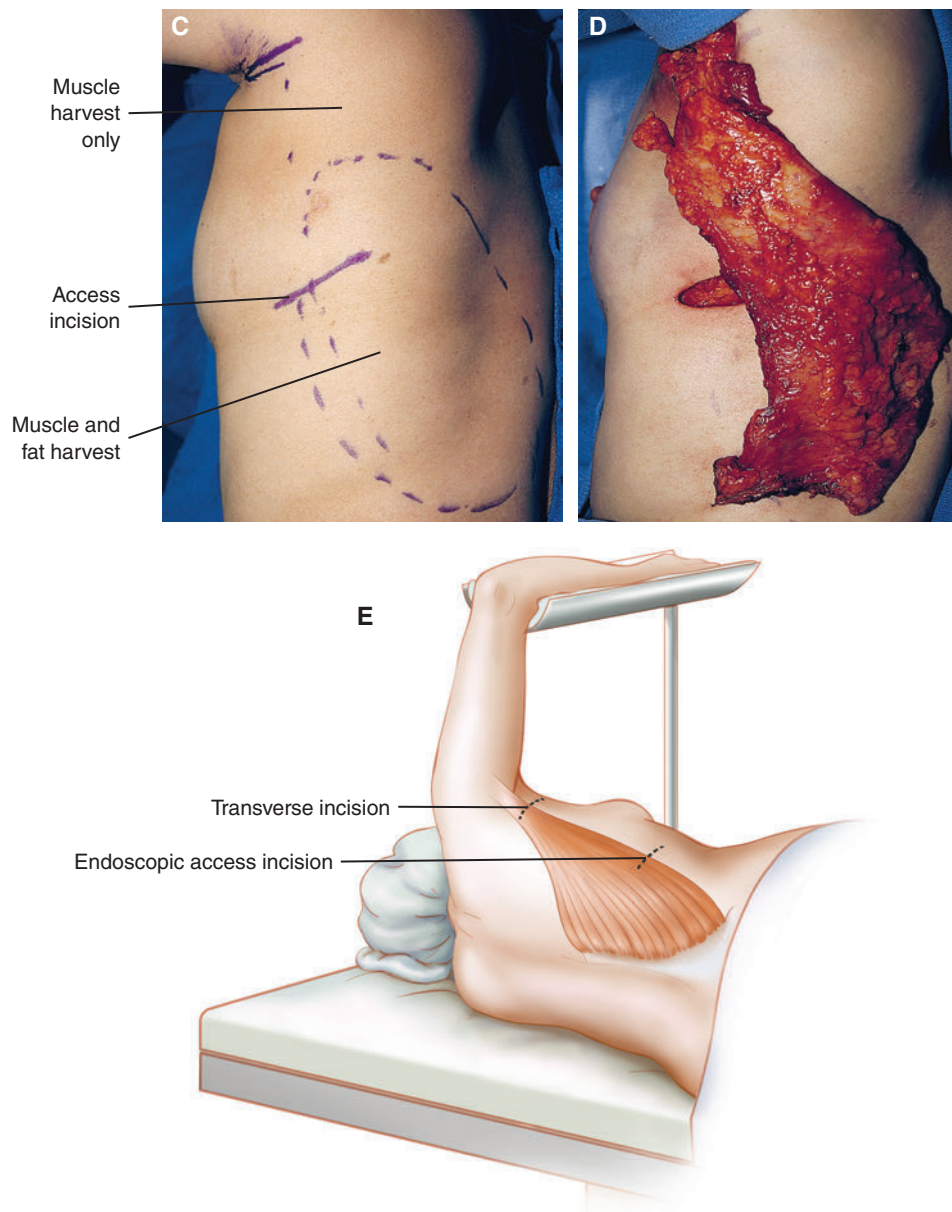 C
D
Muscle
harvest
only
Access
incision
Muscle and
fat harvest
E
Transverse incision
Endoscopic access incision